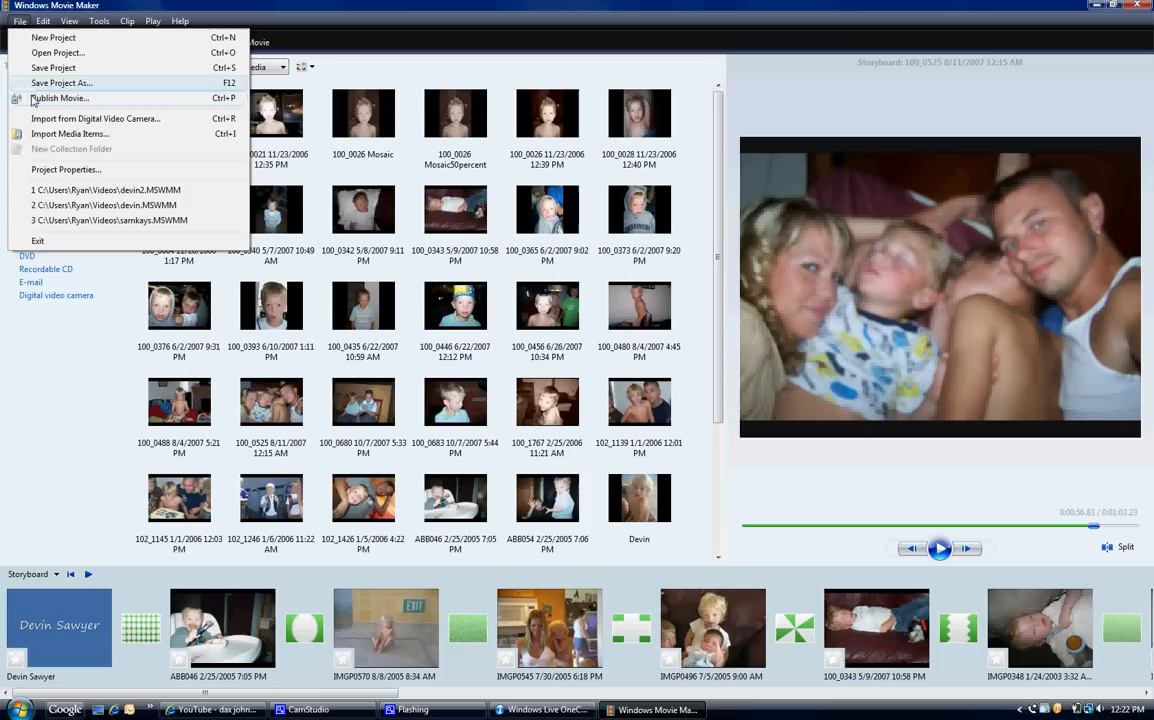 Windows Movie Maker
File Edit View Tools Clip Play Help
New Project Ctrl+N
Open Project... Ctrl+O
Save Project Ctrl+S
Save Project As... F12
Publish Movie... Ctrl+P
Import from Digital Video Camera... Ctrl+R
Import Media Items... Ctrl+I
New Collection Folder
Project Properties...
1 C:\Users\Ryan\Videos\devin2.MSWMM
2 C:\Users\Ryan\Videos\devin.MSWMM
3 C:\Users\Ryan\Videos\samkays.MSWMM
Exit
DVD
Recordable CD
E-mail
Digital video camera
Movie
edia
Storyboard: 100_0525 8/11/2007 12:15 AM
0021 11/23/2006 12:35 PM
100_0026 Mosaic
100_0026 Mosaic50percent
100_0026 11/23/2006 12:39 PM
100_0028 11/23/2006 12:40 PM
1:17 PM
0340 5/7/2007 10:49 AM
100_0342 5/8/2007 9:11 PM
100_0343 5/9/2007 10:58 PM
100_0365 6/2/2007 9:02 PM
100_0373 6/2/2007 9:20 PM
100_0376 6/2/2007 9:31 PM
100_0393 6/10/2007 1:11 PM
100_0435 6/22/2007 10:59 AM
100_0446 6/22/2007 12:12 PM
100_0456 6/26/2007 10:34 PM
100_0480 8/4/2007 4:45 PM
100_0488 8/4/2007 5:21 PM
100_0525 8/11/2007 12:15 AM
100_0680 10/7/2007 5:33 PM
100_0683 10/7/2007 5:44 PM
100_1767 2/25/2006 11:21 AM
102_1139 1/1/2006 12:01 PM
102_1145 1/1/2006 12:03 PM
102_1246 1/6/2006 11:22 AM
102_1426 1/5/2006 4:22 PM
ABB046 2/25/2005 7:05 PM
ABB054 2/25/2005 7:06 PM
Devin
0:00:56.83 / 0:01:03.23
Split
Storyboard
Devin Sawyer
EXIT
Devin Sawyer
ABB046 2/25/2005 7:05 PM
IMGP0570 8/8/2005 8:34 AM
IMGP0545 7/30/2005 6:18 PM
IMGP0496 7/5/2005 9:00 AM
100_0343 5/9/2007 10:58 PM
IMGP0348 1/24/2003 3:32 A...
Google
YouTube - dax john...
CamStudio
Flashing
Windows Live OneC...
Windows Movie Ma...
12:22 PM